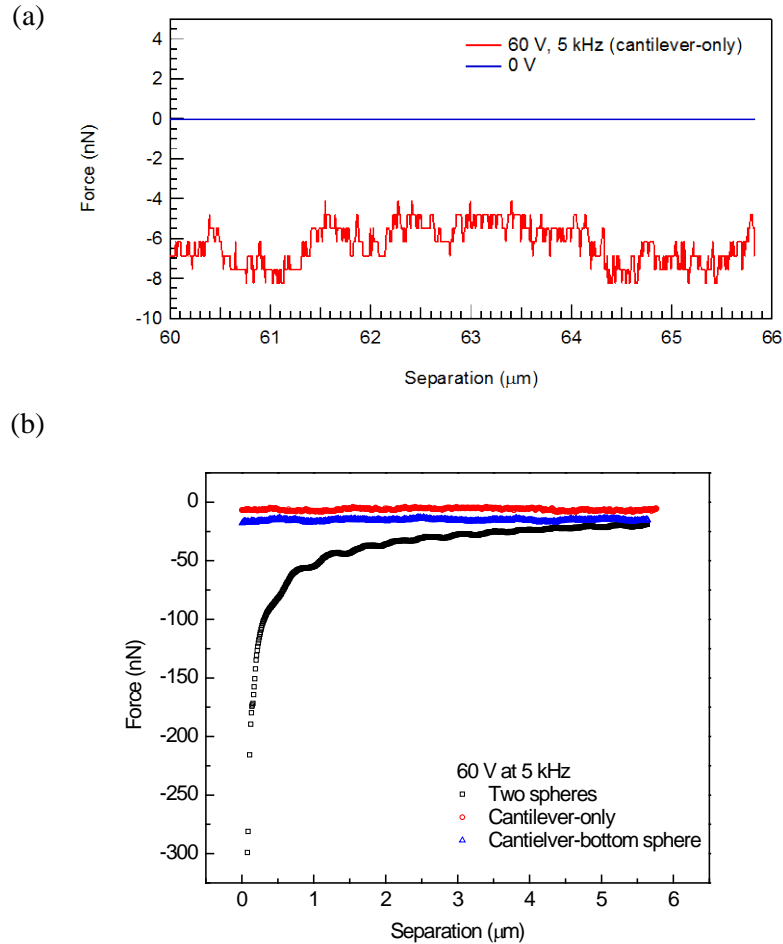 (a)
60 V, 5 kHz (cantilever-only)
0 V
4
2
0
-2
-4
-6
-8
-10
Force (nN)
60 61 62 63 64 65 66
Separation (μm)
(b)
0
-50
-100
-150
-200
-250
-300
Force (nN)
60 V at 5 kHz
Two spheres
Cantilever-only
Cantielver-bottom sphere
0 1 2 3 4 5 6
Separation (μm)